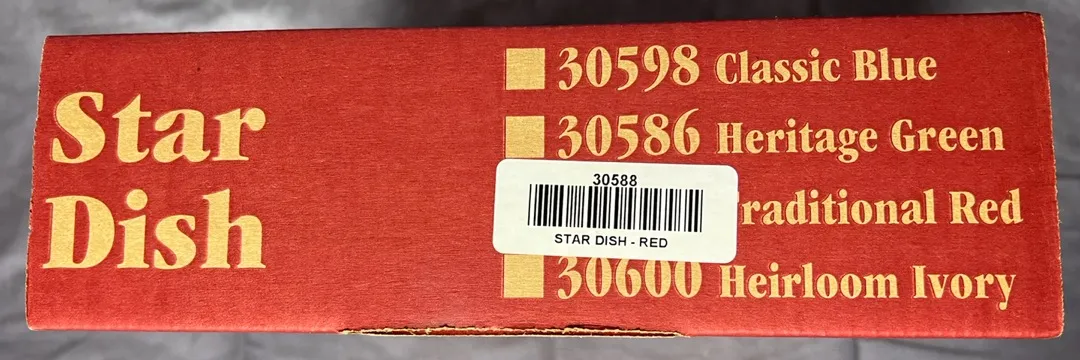 Star
Dish
30598 Classic Blue
30586 Heritage Green
30588
STAR DISH - RED
raditional Red
30600 Heirloom Ivory